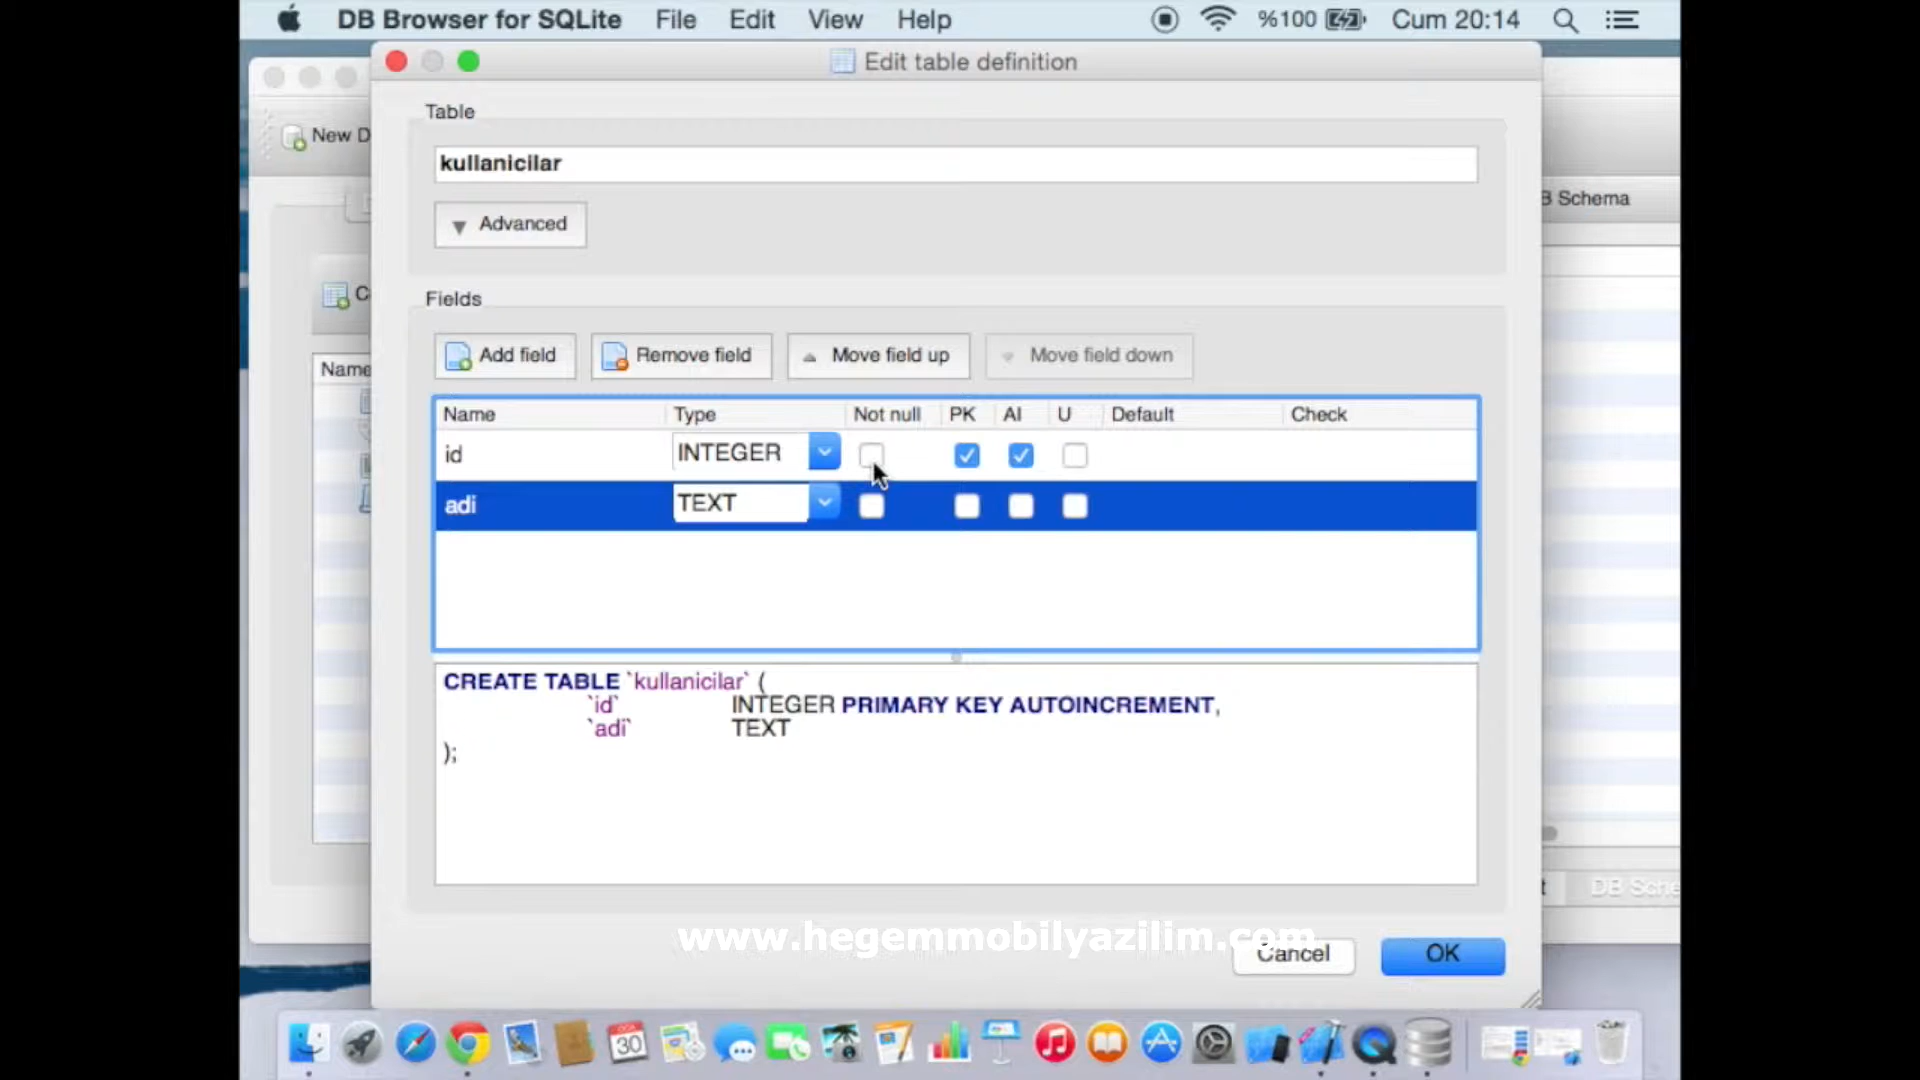 DB Browser for SQLite File Edit View Help %100 Cum 20:14
Edit table definition
New D
Table
kullanicilar
Advanced
B Schema
C
Fields
Add field Remove field Move field up Move field down
Name
Name Type Not null PK AI U Default Check
id INTEGER
adi TEXT
CREATE TABLE `kullanicilar` (
`id` INTEGER PRIMARY KEY AUTOINCREMENT,
`adi` TEXT
);
t DB Sche
www.hegemmobilyazilim.com
Cancel OK
30